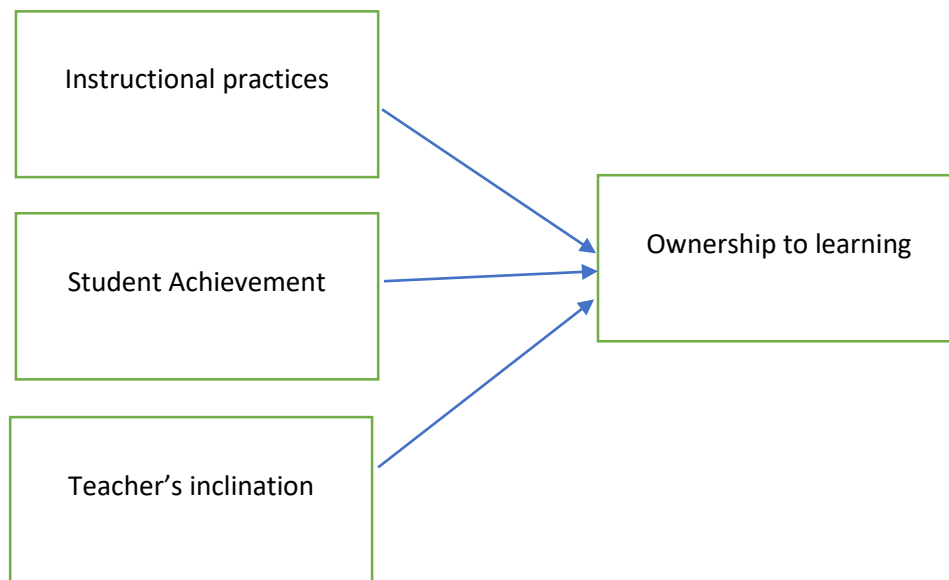 Instructional practices
Ownership to learning
Student Achievement
Teacher’s inclination